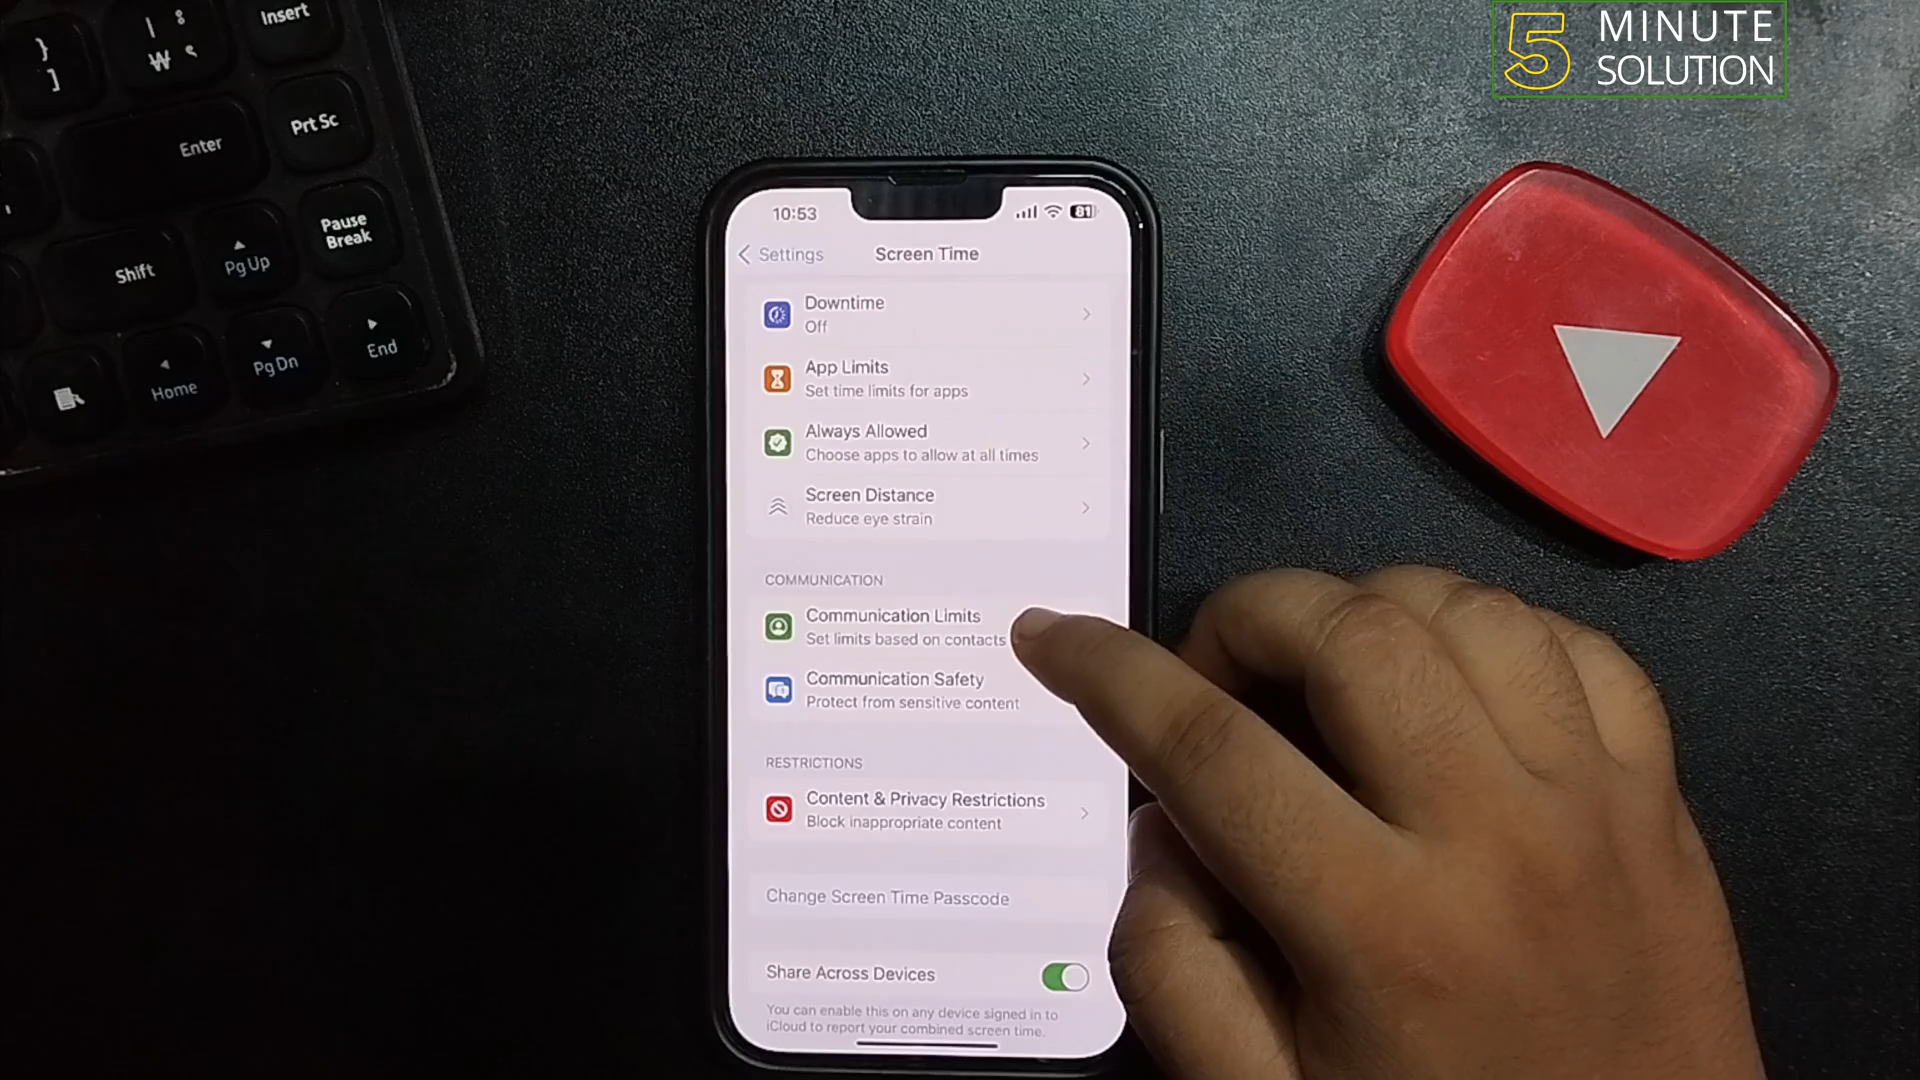 Insert
}
]
|
₩
Prt Sc
Enter
Pause
Break
Shift
Pg Up
End
Pg Dn
Home
5 MINUTE
SOLUTION
10:53
81
Settings
Screen Time
Downtime
Off
App Limits
Set time limits for apps
Always Allowed
Choose apps to allow at all times
Screen Distance
Reduce eye strain
COMMUNICATION
Communication Limits
Set limits based on contacts
Communication Safety
Protect from sensitive content
RESTRICTIONS
Content & Privacy Restrictions
Block inappropriate content
Change Screen Time Passcode
Share Across Devices
You can enable this on any device signed in to
iCloud to report your combined screen time.